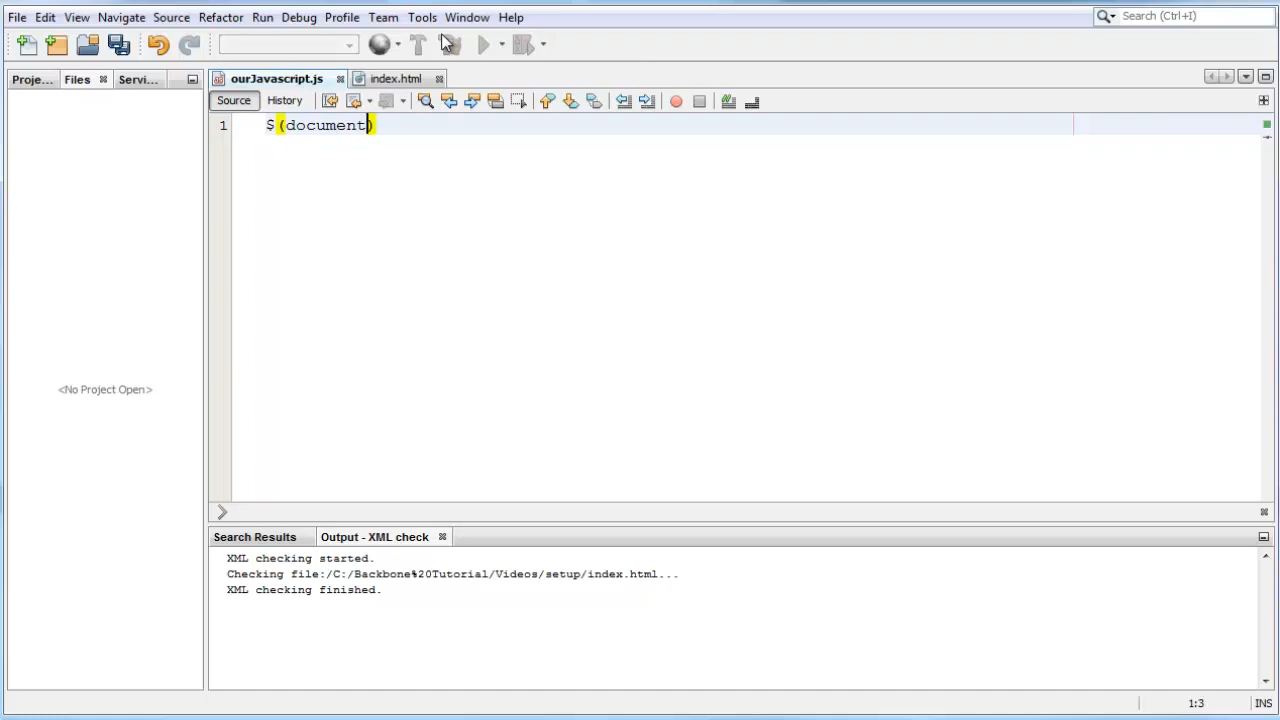 File Edit View Navigate Source Refactor Run Debug Profile Team Tools Window Help
Search (Ctrl+I)
Proje... Files Servi... ourJavascript.js index.html
Source History
1 $(document)
<No Project Open>
Search Results Output - XML check
XML checking started.
Checking file:/C:/Backbone%20Tutorial/Videos/setup/index.html...
XML checking finished.
1:3 INS